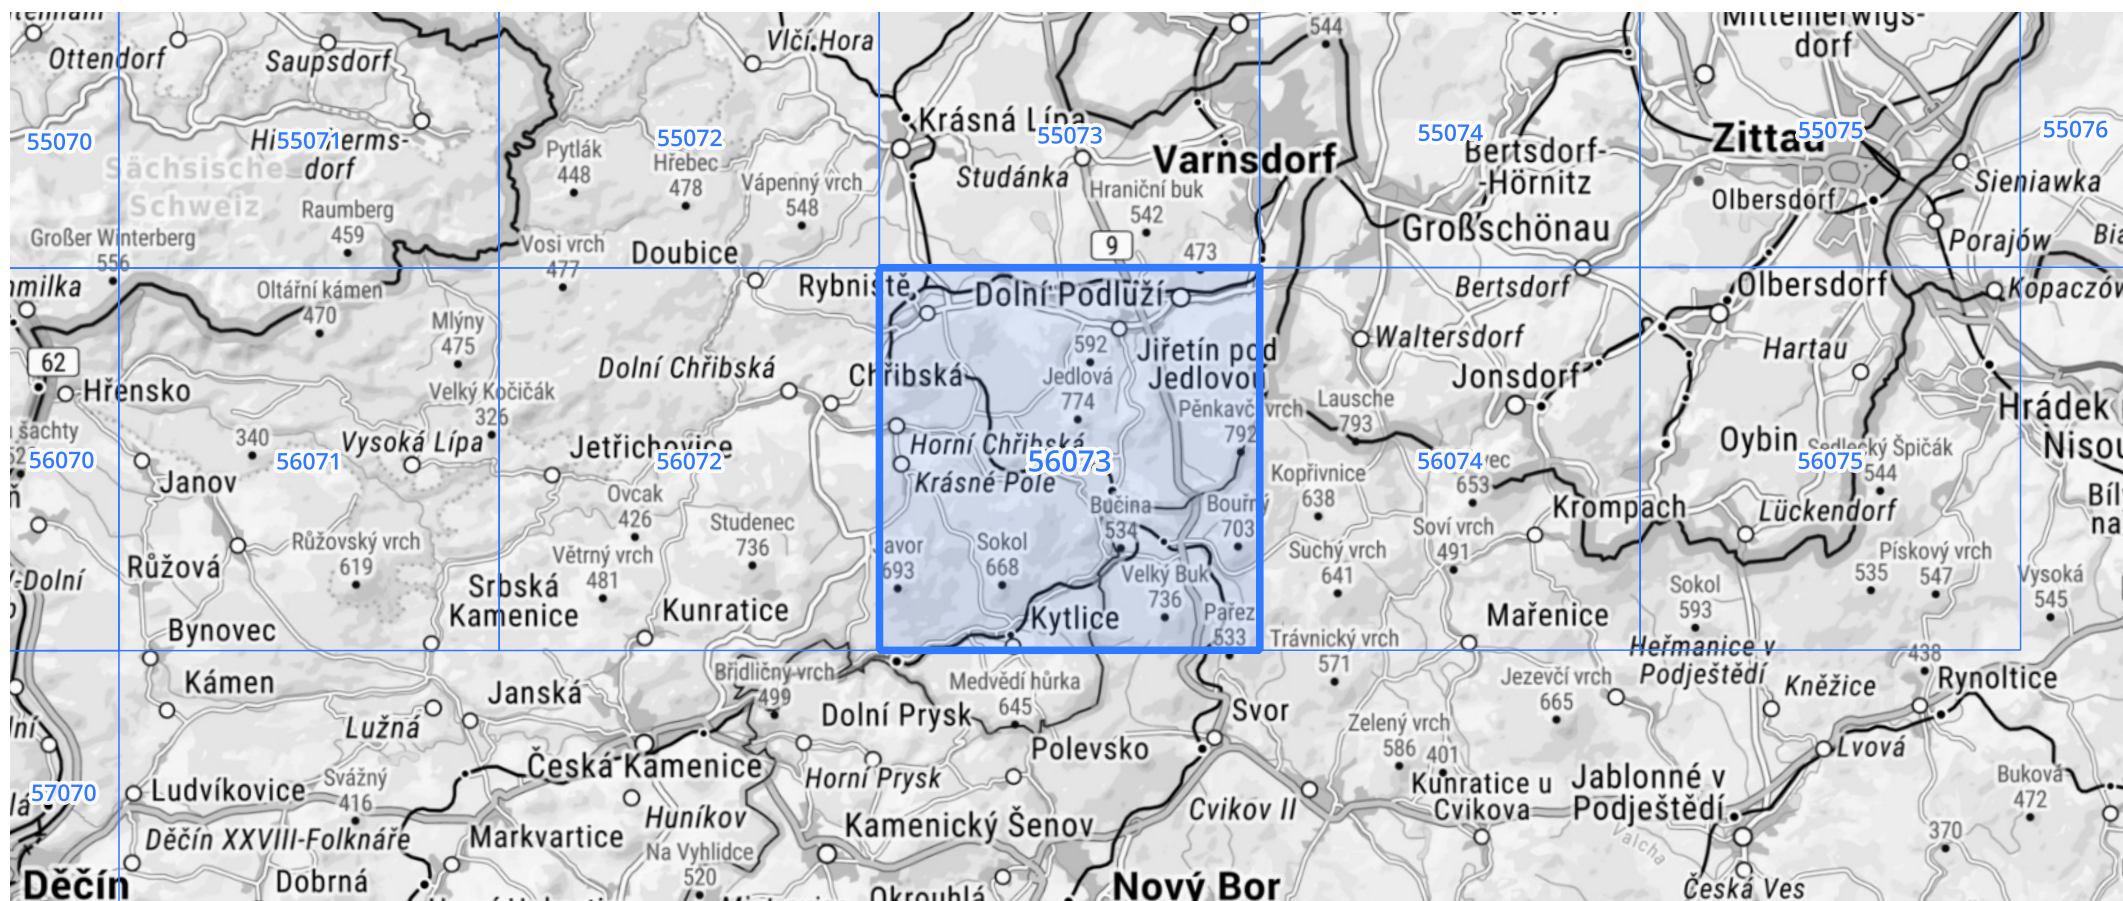 Ottendorf
Saupsdorf
Vlčí Hora
544
dorf
Krásná Lípa
Zittau
55070
55071
55072
55073
55074
55075
55076
dorf
Sächsische
Schweiz
Pytlák
448
Hřebec
478
Vápenný vrch
548
Studánka
Varnsdorf
Hraniční buk
542
Bertsdorf-
-Hörnitz
Olbersdorf
Sieniawka
Raumberg
459
Großer Winterberg
556
Vosí vrch
477
Doubice
9
473
Großschönau
Porajów
Oltářní kámen
470
Rybniště
Dolní Podluží
Bertsdorf
Olbersdorf
Kopaczów
Mlýny
475
62
Hřensko
Dolní Chřibská
Chřibská
592
Jedlová
774
Jiřetín pod
Jedlovou
Waltersdorf
Jonsdorf
Hartau
Velký Kočičák
326
Pěnkavčí vrch
792
Lausche
793
Hrádek
Nisou
340
Vysoká Lípa
Jetřichovice
Horní Chřibská
Krásné Pole
Oybin
Sedlecký Špičák
544
56070
56071
56072
56073
56074
56075
Janov
Ovčak
426
Studenec
736
Bučina
534
Bouřný
703
Kopřivnice
638
653
Krompach
Lückendorf
Růžovský vrch
619
Růžová
Větrný vrch
481
693
Sokol
668
Velký Buk
736
Suchý vrch
641
Soví vrch
491
Pískový vrch
535
547
Vysoká
545
Srbská
Kamenice
Kunratice
Kytlice
Pařez
533
Mařenice
Sokol
593
Bynovec
Trávnický vrch
571
Heřmanice v
Podještědí
438
Kámen
Janská
Břidličný vrch
499
Medvědí hůrka
645
Jezevčí vrch
665
Kněžice
Rynoltice
Lužná
Dolní Prysk
Polevsko
Svor
Zelený vrch
586
401
Lvová
Česká Kamenice
Horní Prysk
57070
Ludvíkovice
Svážný
416
Huníkov
Cvikov II
Kunratice u
Cvikova
Jablonné v
Podještědí
Buková
472
Děčín XXVIII-Folknáře
Markvartice
Kamenický Šenov
370
Na Vyhlidce
520
Děčín
Dobrná
Okrouhlá
Nový Bor
Česká Ves